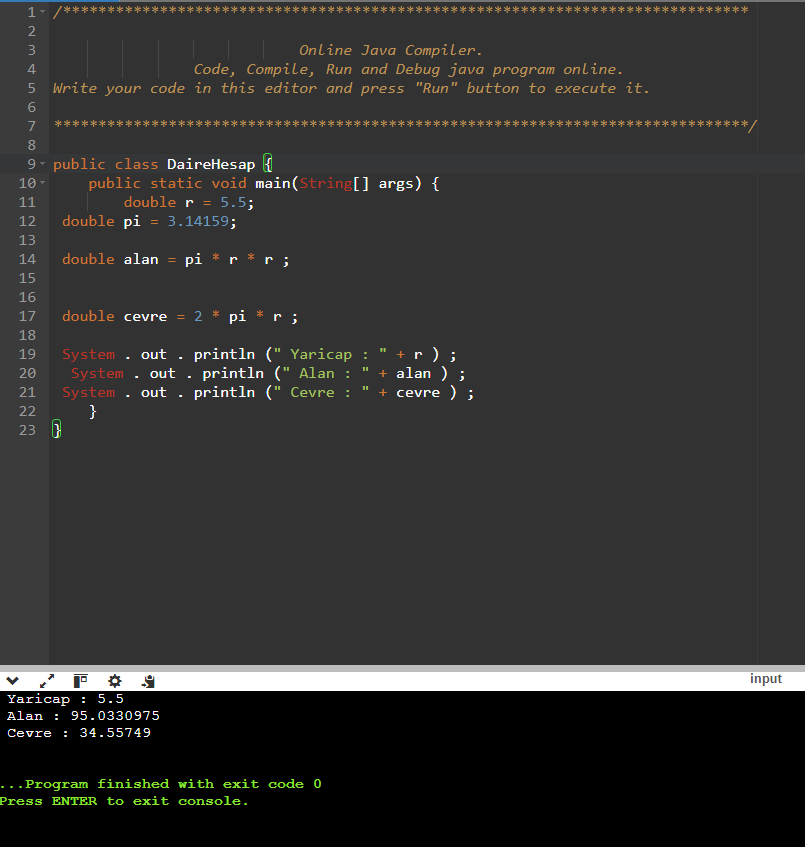 1 /******************************************************************************
2
3 Online Java Compiler.
4 Code, Compile, Run and Debug java program online.
5 Write your code in this editor and press "Run" button to execute it.
6
7 *******************************************************************************/
8
9 public class DaireHesap {
10 public static void main(String[] args) {
11 double r = 5.5;
12 double pi = 3.14159;
13
14 double alan = pi * r * r ;
15
16
17 double cevre = 2 * pi * r ;
18
19 System . out . println (" Yaricap : " + r ) ;
20 System . out . println (" Alan : " + alan ) ;
21 System . out . println (" Cevre : " + cevre ) ;
22 }
23 }
input
Yaricap : 5.5
Alan : 95.0330975
Cevre : 34.55749
...Program finished with exit code 0
Press ENTER to exit console.